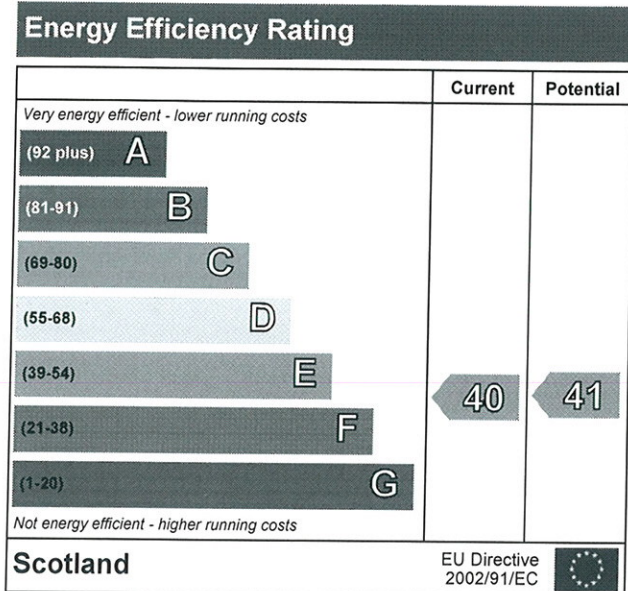 Energy Efficiency Rating
Current Potential
Very energy efficient - lower running costs
(92 plus) A
(81-91) B
(69-80) C
(55-68) D
(39-54) E
40 41
(21-38) F
(1-20) G
Not energy efficient - higher running costs
Scotland
EU Directive
2002/91/EC